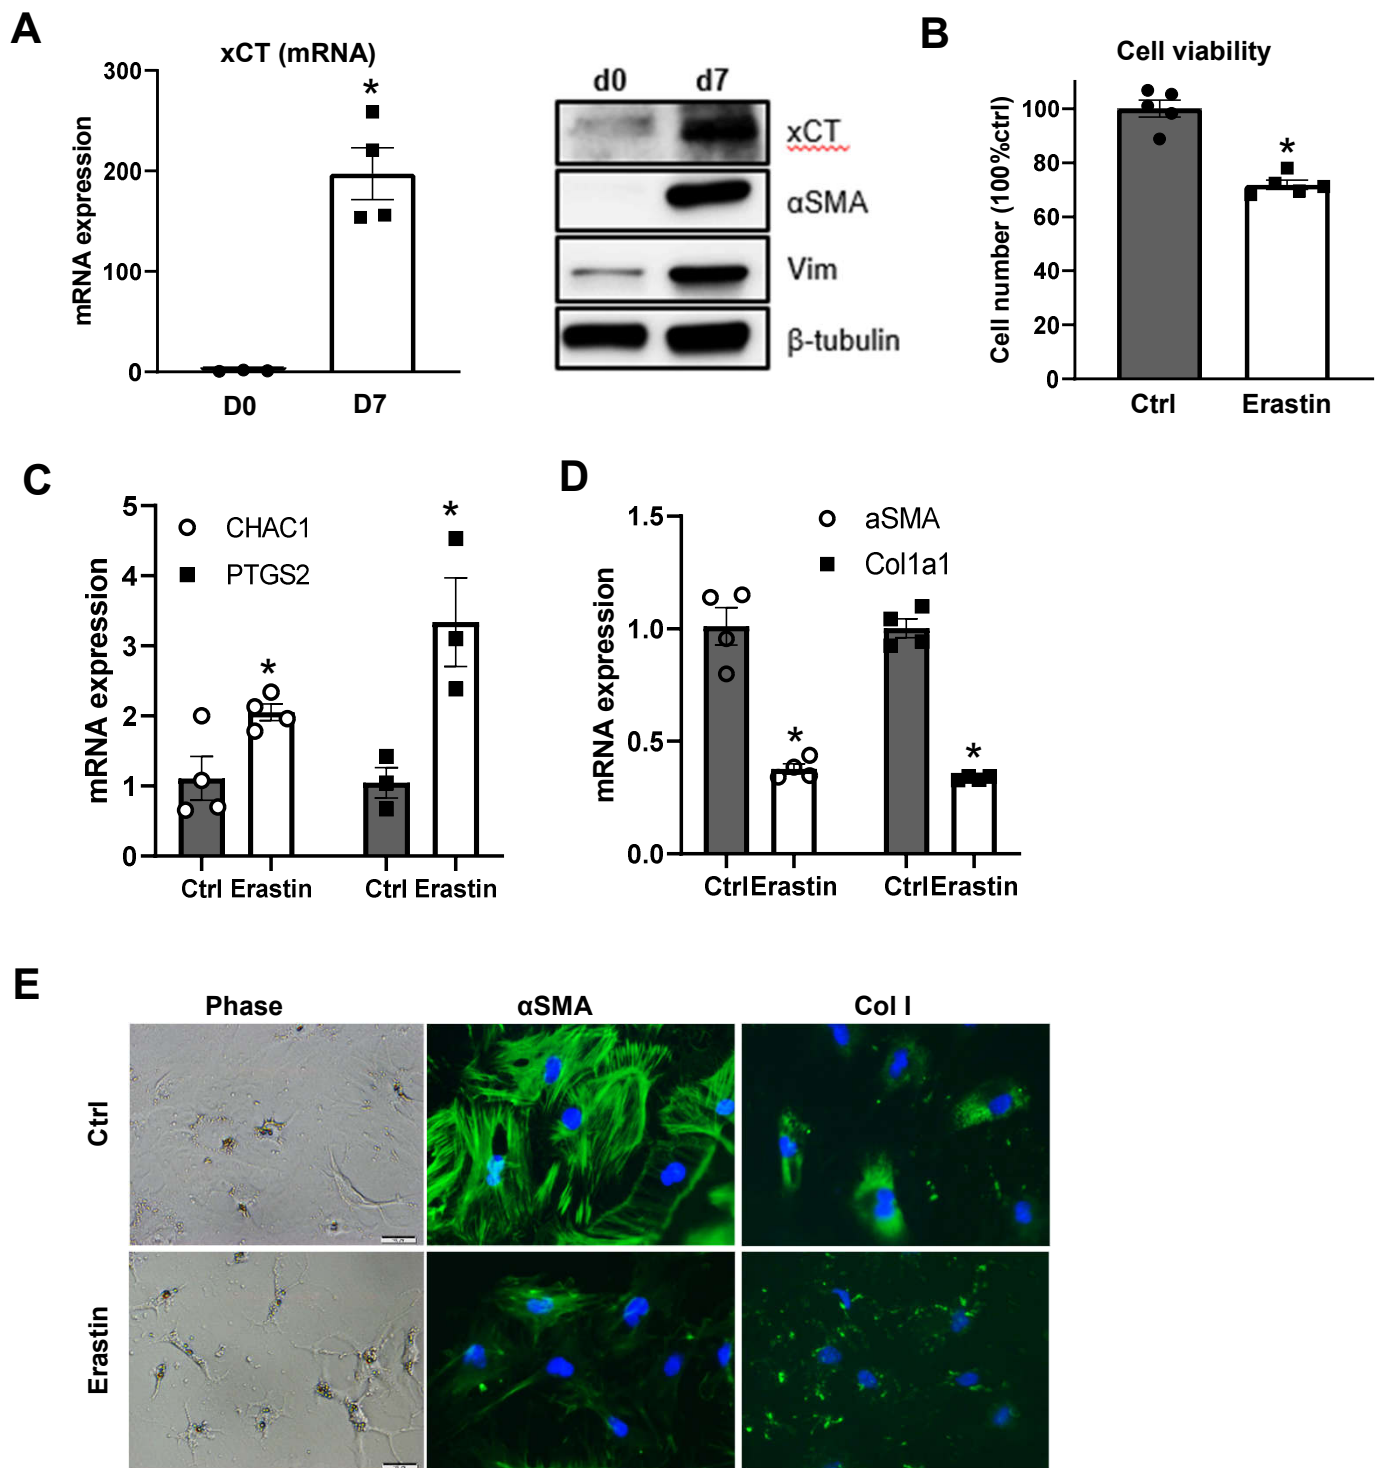 A
xCT (mRNA)
300
200
100
0
mRNA expression
*
D0
D7
d0 d7
xCT
αSMA
Vim
β-tubulin
B
Cell viability
Cell number (100%ctrl)
100
80
60
40
20
0
*
Ctrl
Erastin
C
5
4
3
2
1
0
mRNA expression
CHAC1
PTGS2
*
*
Ctrl Erastin
Ctrl Erastin
D
1.5
1.0
0.5
0.0
mRNA expression
aSMA
Col1a1
*
*
CtrlErastin
CtrlErastin
E
Phase
αSMA
Col I
Ctrl
Erastin